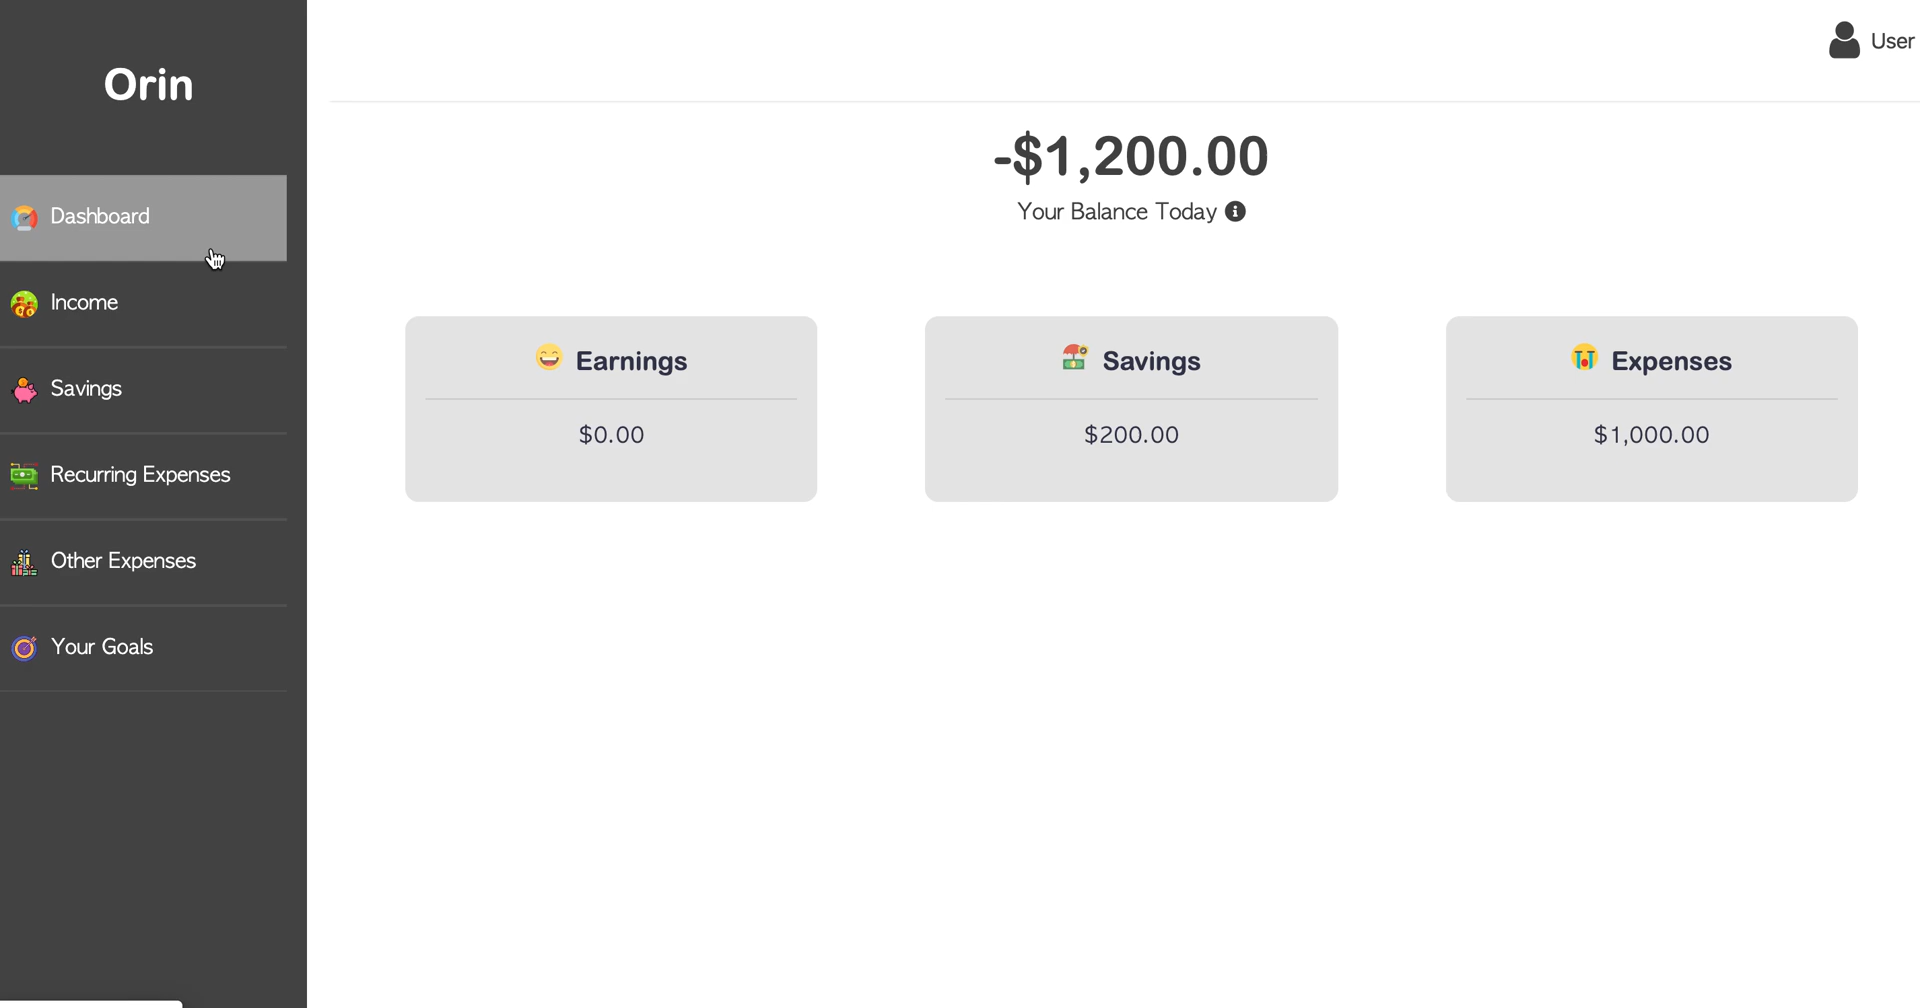 Orin
Dashboard
Income
Savings
Recurring Expenses
Other Expenses
Your Goals
User
-$1,200.00
Your Balance Today
Earnings
$0.00
Savings
$200.00
Expenses
$1,000.00